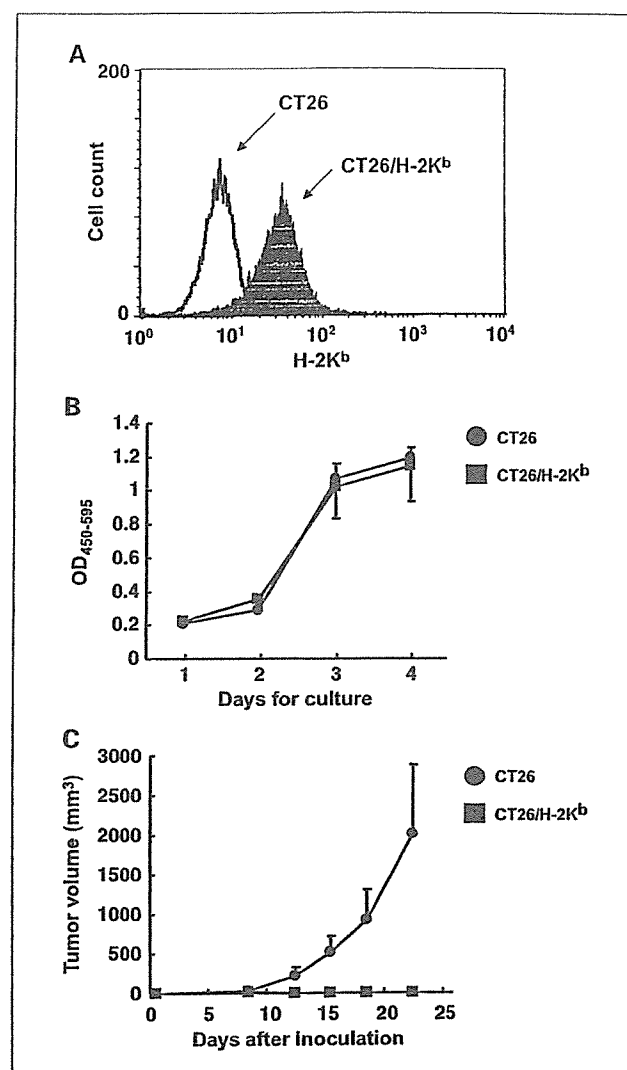 A
200
CT26
CT26/H-2Kᵇ
Cell count
0
10⁰ 10¹ 10² 10³ 10⁴
H-2Kᵇ
B
1.4
1.2
1
0.8
0.6
0.4
0.2
0
OD₄₅₀₋₅₉₅
CT26
CT26/H-2Kᵇ
1 2 3 4
Days for culture
C
3000
2500
2000
1500
1000
500
0
Tumor volume (mm³)
CT26
CT26/H-2Kᵇ
0 5 10 15 20 25
Days after inoculation